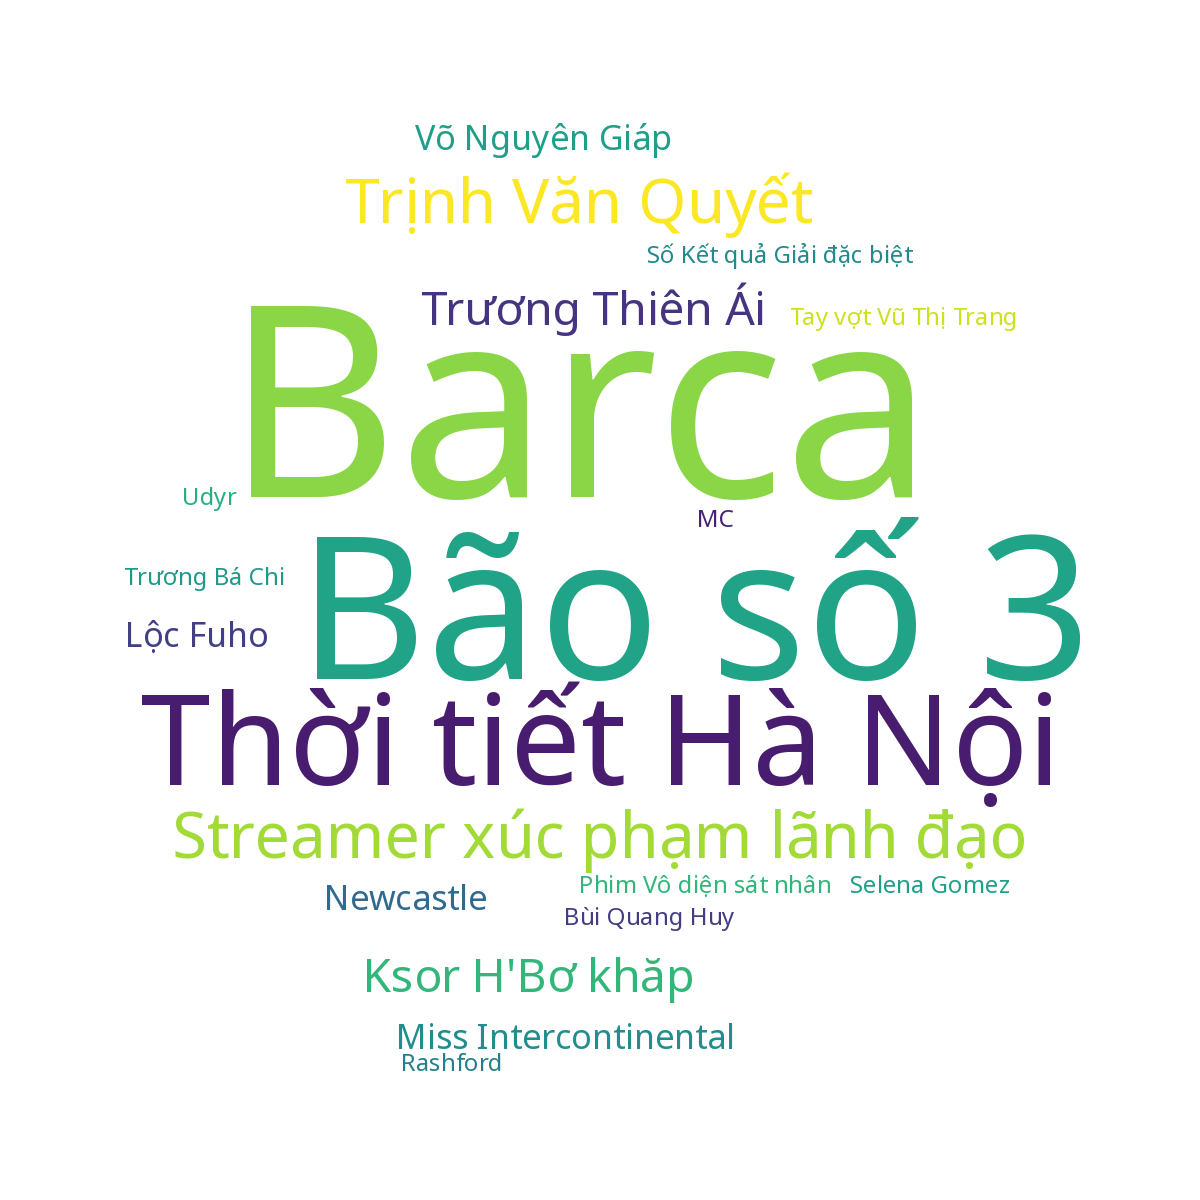 Võ Nguyên Giáp
Trịnh Văn Quyết
Số Kết quả Giải đặc biệt
Trương Thiên Ái
Tay vợt Vũ Thị Trang
Barca
Udyr
MC
Bão số 3
Trương Bá Chi
Lộc Fuho
Thời tiết Hà Nội
Streamer xúc phạm lãnh đạo
Phim Vô diện sát nhân
Selena Gomez
Newcastle
Bùi Quang Huy
Ksor H'Bơ khăp
Miss Intercontinental
Rashford